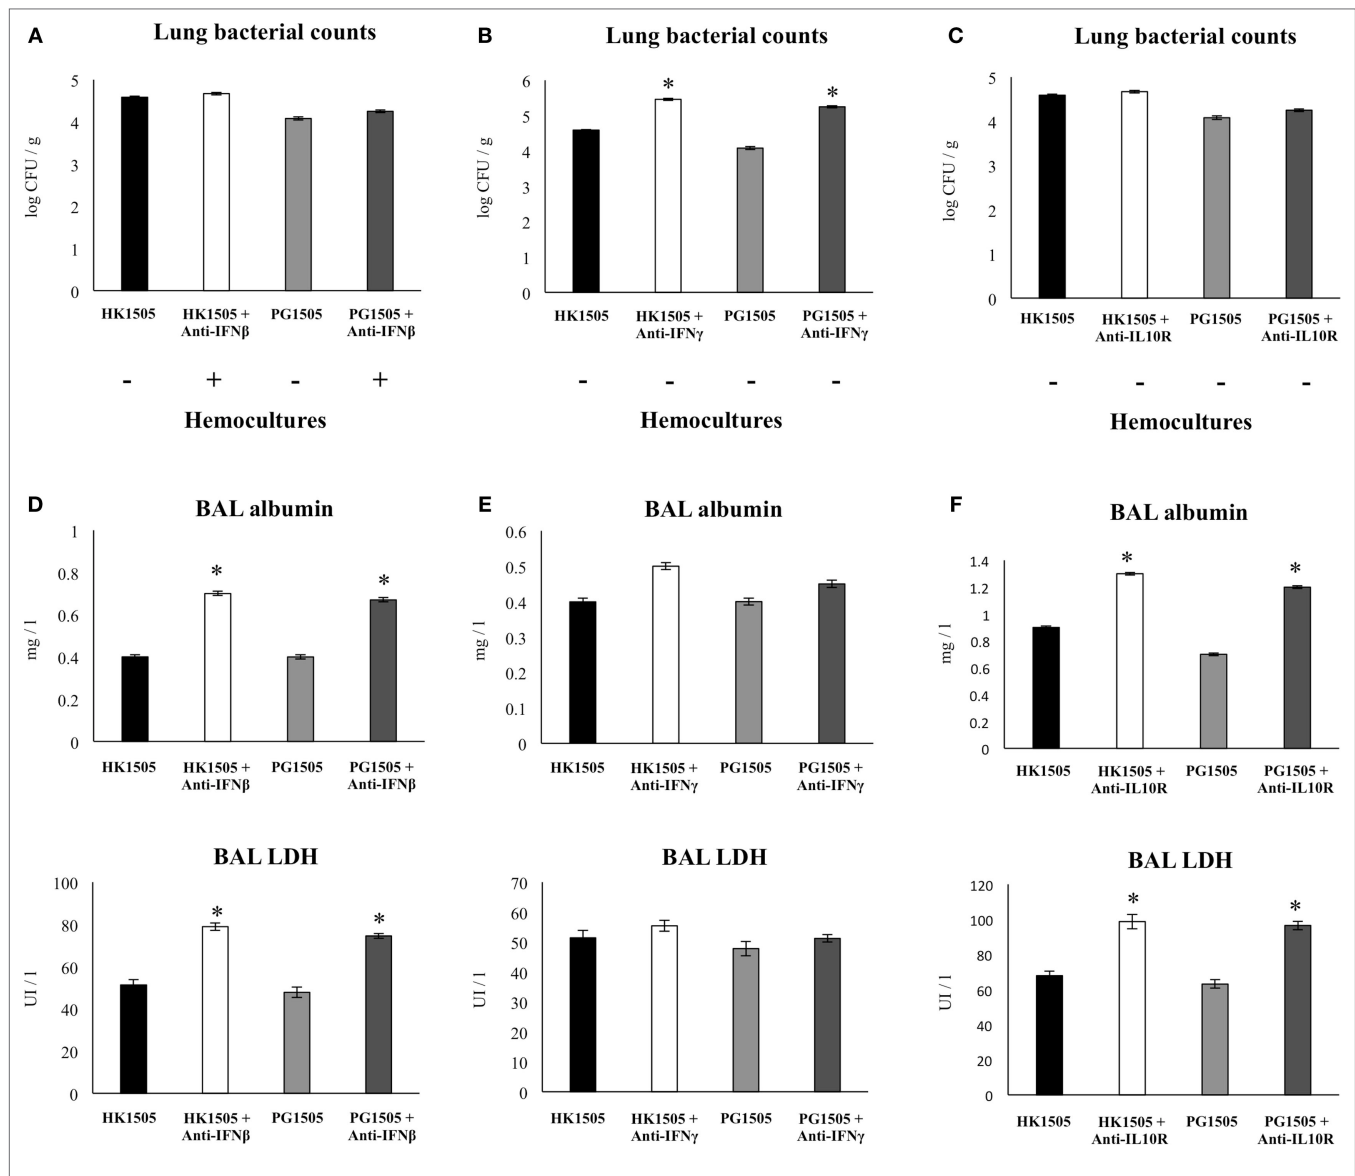 A
Lung bacterial counts
5
4
3
2
1
0
log CFU / g
*
HK1505
HK1505 +
Anti-IFNβ
PG1505
PG1505 +
Anti-IFNβ
- + - +
Hemocultures
B
Lung bacterial counts
6
5
4
3
2
1
0
log CFU / g
* *
HK1505
HK1505 +
Anti-IFNγ
PG1505
PG1505 +
Anti-IFNγ
- - - -
Hemocultures
C
Lung bacterial counts
5
4
3
2
1
0
log CFU / g
HK1505
HK1505 +
Anti-IL10R
PG1505
PG1505 +
Anti-IL10R
- - - -
Hemocultures
D
BAL albumin
1
0.8
0.6
0.4
0.2
0
mg / l
* *
HK1505
HK1505 +
Anti-IFNβ
PG1505
PG1505 +
Anti-IFNβ
E
BAL albumin
0.6
0.5
0.4
0.3
0.2
0.1
0
mg / l
HK1505
HK1505 +
Anti-IFNγ
PG1505
PG1505 +
Anti-IFNγ
F
BAL albumin
1.4
1.2
1
0.8
0.6
0.4
0.2
0
mg / l
* *
HK1505
HK1505 +
Anti-IL10R
PG1505
PG1505 +
Anti-IL10R
BAL LDH
100
80
60
40
20
0
UI / l
* *
HK1505
HK1505 +
Anti-IFNβ
PG1505
PG1505 +
Anti-IFNβ
BAL LDH
70
60
50
40
30
20
10
0
UI / l
HK1505
HK1505 +
Anti-IFNγ
PG1505
PG1505 +
Anti-IFNγ
BAL LDH
120
100
80
60
40
20
0
UI / l
* *
HK1505
HK1505 +
Anti-IL10R
PG1505
PG1505 +
Anti-IL10R